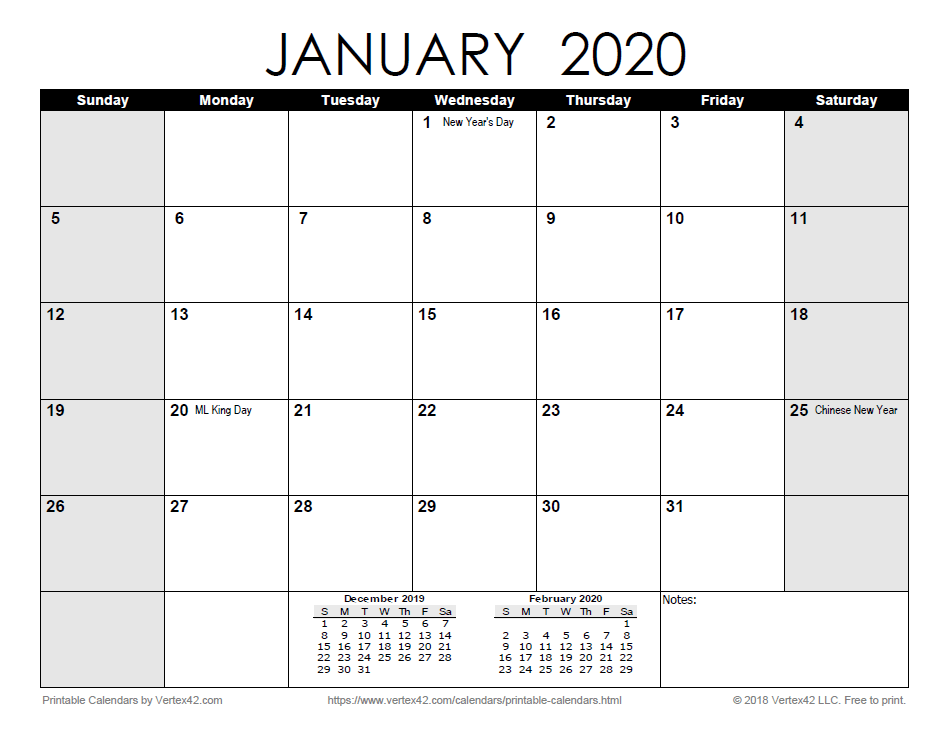 JANUARY 2020
Sunday Monday Tuesday Wednesday Thursday Friday Saturday
1 New Year's Day 2 3 4
5 6 7 8 9 10 11
12 13 14 15 16 17 18
19 20 ML King Day 21 22 23 24 25 Chinese New Year
26 27 28 29 30 31
December 2019
S M T W Th F Sa
1 2 3 4 5 6 7
8 9 10 11 12 13 14
15 16 17 18 19 20 21
22 23 24 25 26 27 28
29 30 31
February 2020
S M T W Th F Sa
1
2 3 4 5 6 7 8
9 10 11 12 13 14 15
16 17 18 19 20 21 22
23 24 25 26 27 28 29
Notes:
Printable Calendars by Vertex42.com https://www.vertex42.com/calendars/printable-calendars.html © 2018 Vertex42 LLC. Free to print.